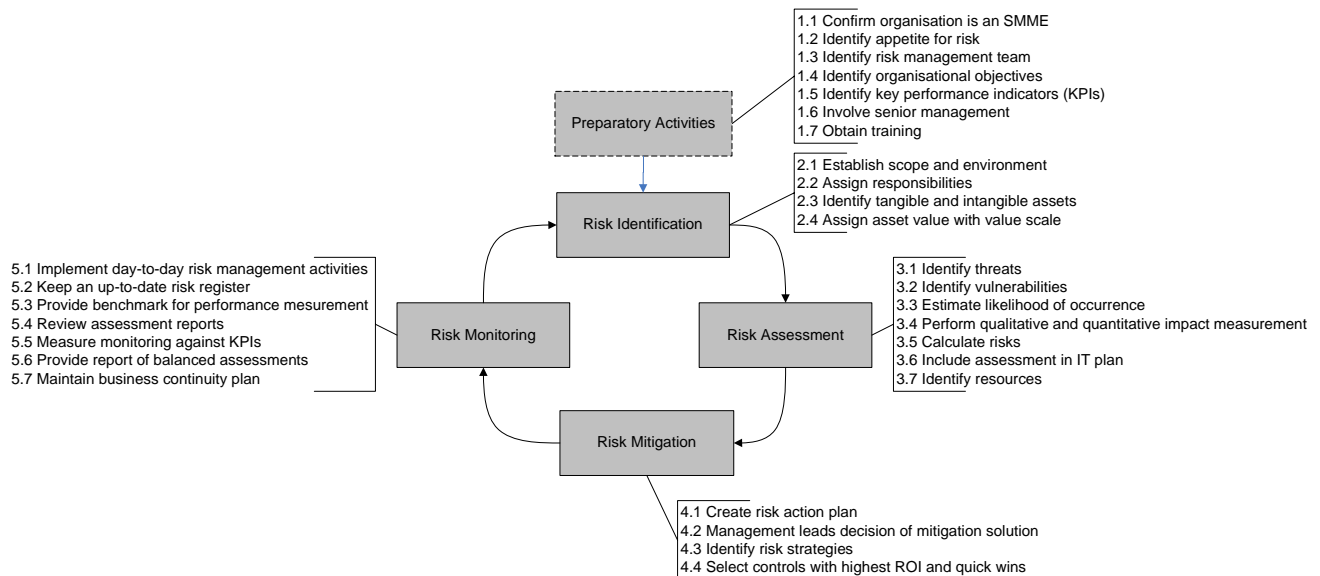 1.1 Confirm organisation is an SMME
1.2 Identify appetite for risk
1.3 Identify risk management team
1.4 Identify organisational objectives
1.5 Identify key performance indicators (KPIs)
1.6 Involve senior management
1.7 Obtain training
Preparatory Activities
2.1 Establish scope and environment
2.2 Assign responsibilities
2.3 Identify tangible and intangible assets
2.4 Assign asset value with value scale
Risk Identification
5.1 Implement day-to-day risk management activities
5.2 Keep an up-to-date risk register
5.3 Provide benchmark for performance mesurement
5.4 Review assessment reports
5.5 Measure monitoring against KPIs
5.6 Provide report of balanced assessments
5.7 Maintain business continuity plan
Risk Monitoring
Risk Assessment
3.1 Identify threats
3.2 Identify vulnerabilities
3.3 Estimate likelihood of occurrence
3.4 Perform qualitative and quantitative impact measurement
3.5 Calculate risks
3.6 Include assessment in IT plan
3.7 Identify resources
Risk Mitigation
4.1 Create risk action plan
4.2 Management leads decision of mitigation solution
4.3 Identify risk strategies
4.4 Select controls with highest ROI and quick wins